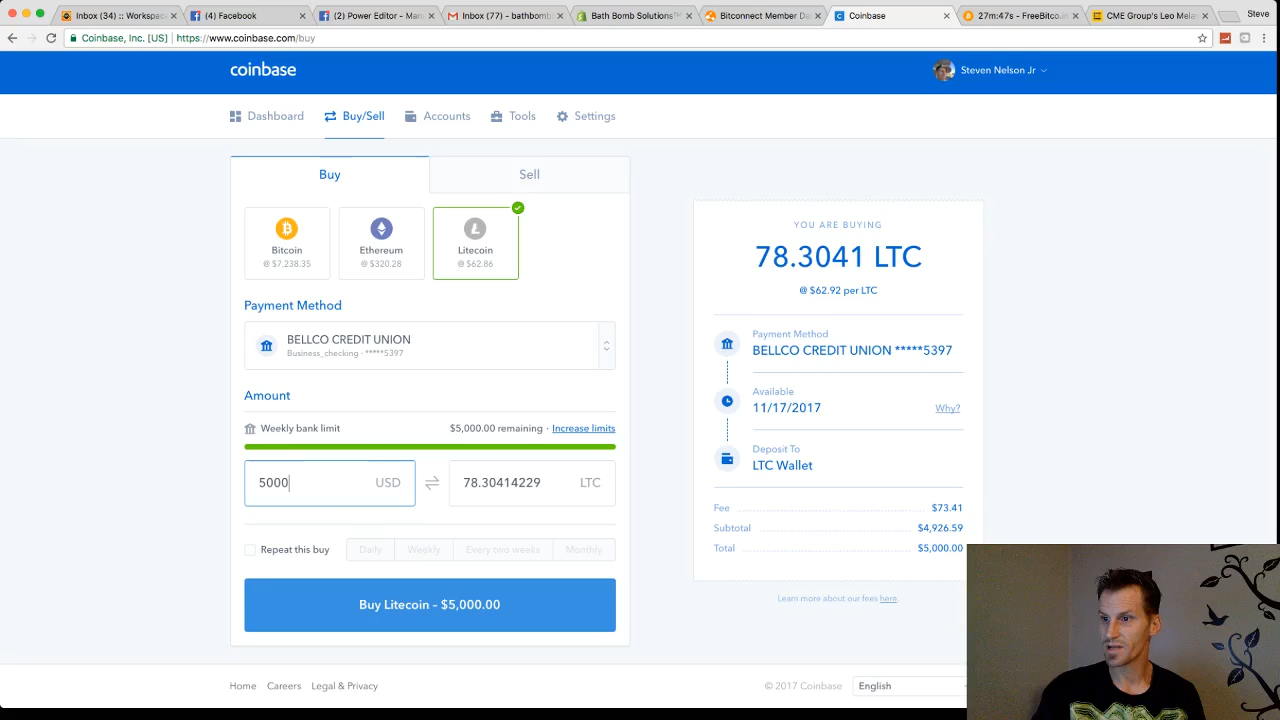 Inbox (34) - Workspac
(4) Facebook
(2) Power Editor - Man
Inbox (77) - bathbomb
Bath Bomb Solutions™
Bitconnect Member Da
Coinbase
27m:47s - FreeBitco.in
CME Group's Leo Mela
Steve
Coinbase, Inc. [US] | https://www.coinbase.com/buy
coinbase
Steven Nelson Jr
Dashboard
Buy/Sell
Accounts
Tools
Settings
Buy
Sell
Bitcoin
@ $7,238.35
Ethereum
@ $320.28
Litecoin
@ $62.86
Payment Method
BELLCO CREDIT UNION
Business_checking - *****5397
Amount
Weekly bank limit
$5,000.00 remaining · Increase limits
5000 USD
78.30414229 LTC
Repeat this buy
Daily
Weekly
Every two weeks
Monthly
Buy Litecoin – $5,000.00
YOU ARE BUYING
78.3041 LTC
@ $62.92 per LTC
Payment Method
BELLCO CREDIT UNION *****5397
Available
11/17/2017
Why?
Deposit To
LTC Wallet
Fee $73.41
Subtotal $4,926.59
Total $5,000.00
Learn more about our fees here.
Home
Careers
Legal & Privacy
© 2017 Coinbase
English